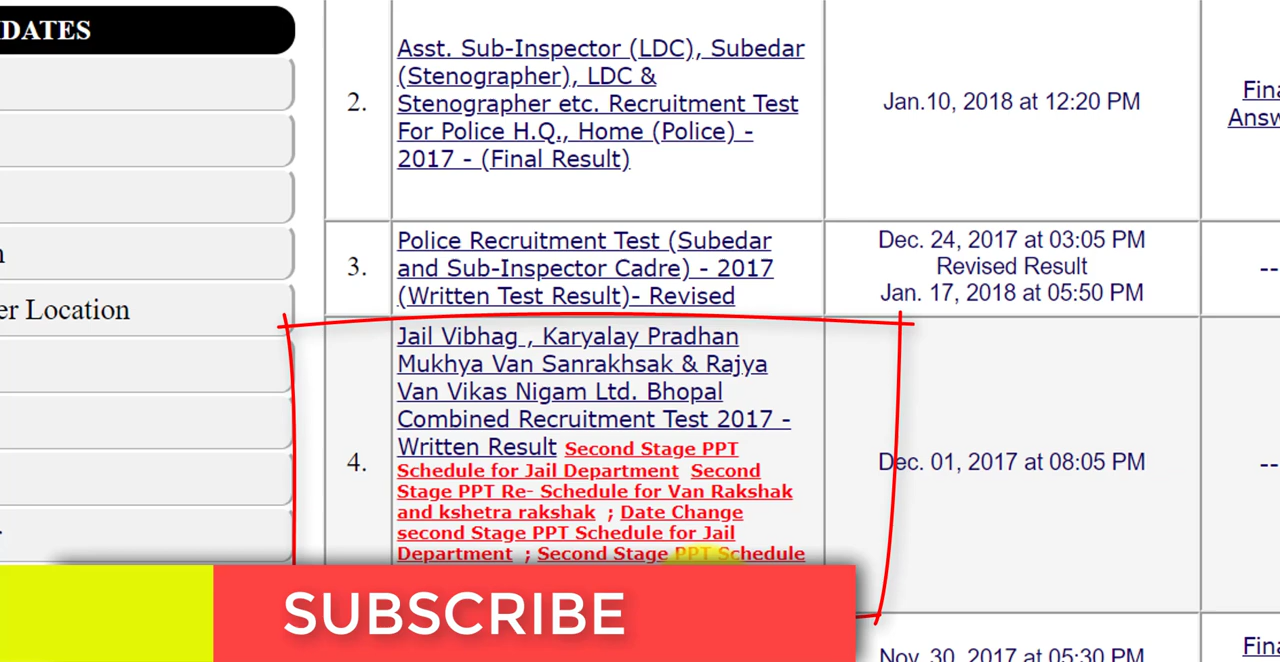 DATES
er Location
2.
Asst. Sub-Inspector (LDC), Subedar
(Stenographer), LDC &
Stenographer etc. Recruitment Test
For Police H.Q., Home (Police) -
2017 - (Final Result)
Jan.10, 2018 at 12:20 PM
3.
Police Recruitment Test (Subedar
and Sub-Inspector Cadre) - 2017
(Written Test Result)- Revised
Dec. 24, 2017 at 03:05 PM
Revised Result
Jan. 17, 2018 at 05:50 PM
--
4.
Jail Vibhag , Karyalay Pradhan
Mukhya Van Sanrakhsak & Rajya
Van Vikas Nigam Ltd. Bhopal
Combined Recruitment Test 2017 -
Written Result Second Stage PPT
Schedule for Jail Department Second
Stage PPT Re- Schedule for Van Rakshak
and kshetra rakshak ; Date Change
second Stage PPT Schedule for Jail
Department ; Second Stage PPT Schedule
Dec. 01, 2017 at 08:05 PM
--
Nov. 30, 2017 at 05:30 PM
SUBSCRIBE